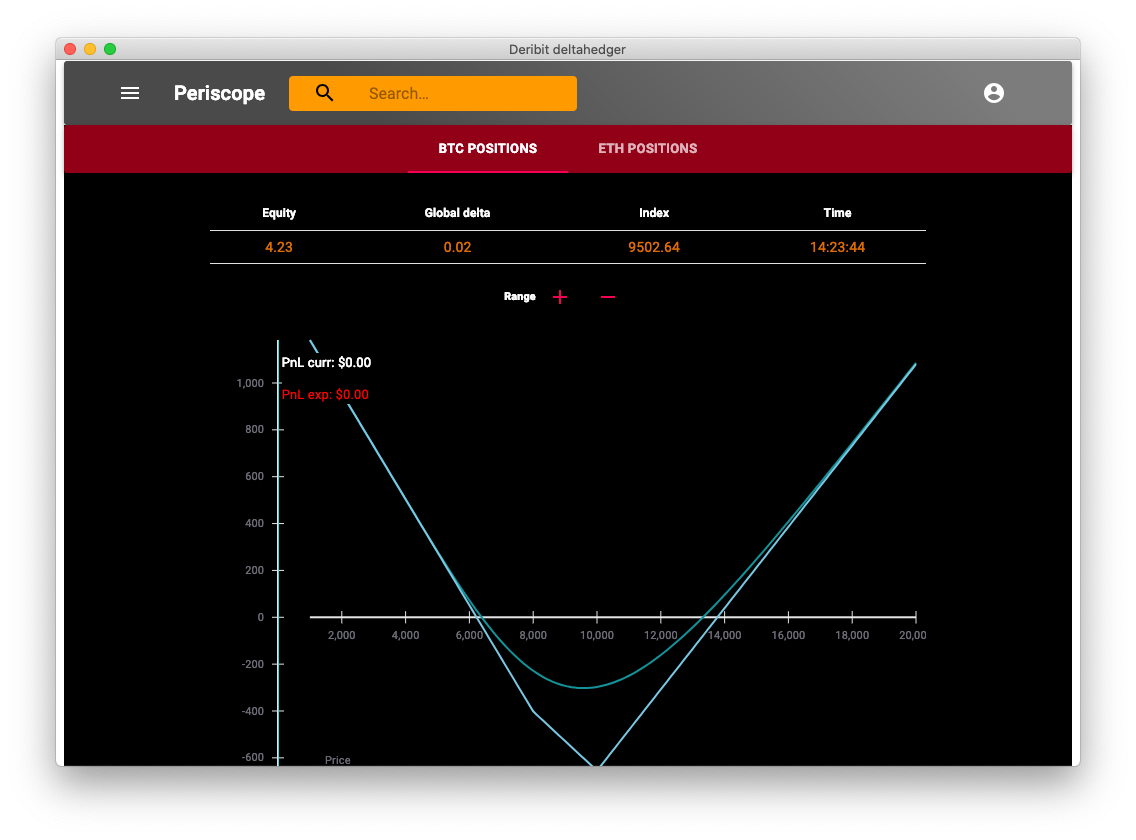 Deribit deltahedger
Periscope
Search...
BTC POSITIONS ETH POSITIONS
Equity Global delta Index Time
4.23 0.02 9502.64 14:23:44
Range
PnL curr: $0.00
1,000
PnL exp: $0.00
800
600
400
200
0
2,000 4,000 6,000 8,000 10,000 12,000 14,000 16,000 18,000 20,00
-200
-400
-600
Price